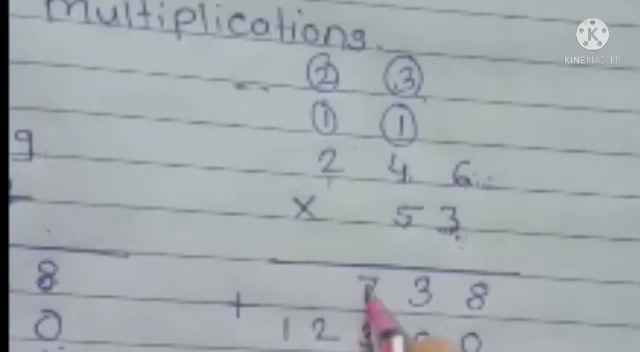 Multiplications.
K
KINEMASTER
② ③
① ①
9
2 4 6
× 5 3
8 7 3 8
0 + 1 2 0